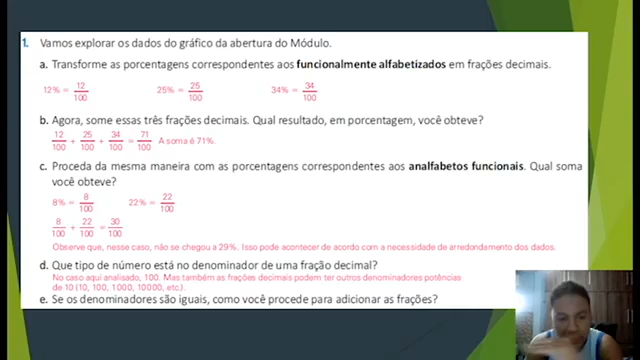 1. Vamos explorar os dados do gráfico da abertura do Módulo.
a. Transforme as porcentagens correspondentes aos funcionalmente alfabetizados em frações decimais.
12% = 12/100 25% = 25/100 34% = 34/100
b. Agora, some essas três frações decimais. Qual resultado, em porcentagem, você obteve?
12/100 + 25/100 + 34/100 = 71/100 A soma é 71%.
c. Proceda da mesma maneira com as porcentagens correspondentes aos analfabetos funcionais. Qual soma
você obteve?
8% = 8/100 22% = 22/100
8/100 + 22/100 = 30/100
Observe que, nesse caso, não se chegou a 29%. Isso pode acontecer de acordo com a necessidade de arredondamento dos dados.
d. Que tipo de número está no denominador de uma fração decimal?
No caso aqui analisado, 100. Mas também as frações decimais podem ter outros denominadores potências
de 10 (10, 100, 1 000, 10 000, etc.).
e. Se os denominadores são iguais, como você procede para adicionar as frações?